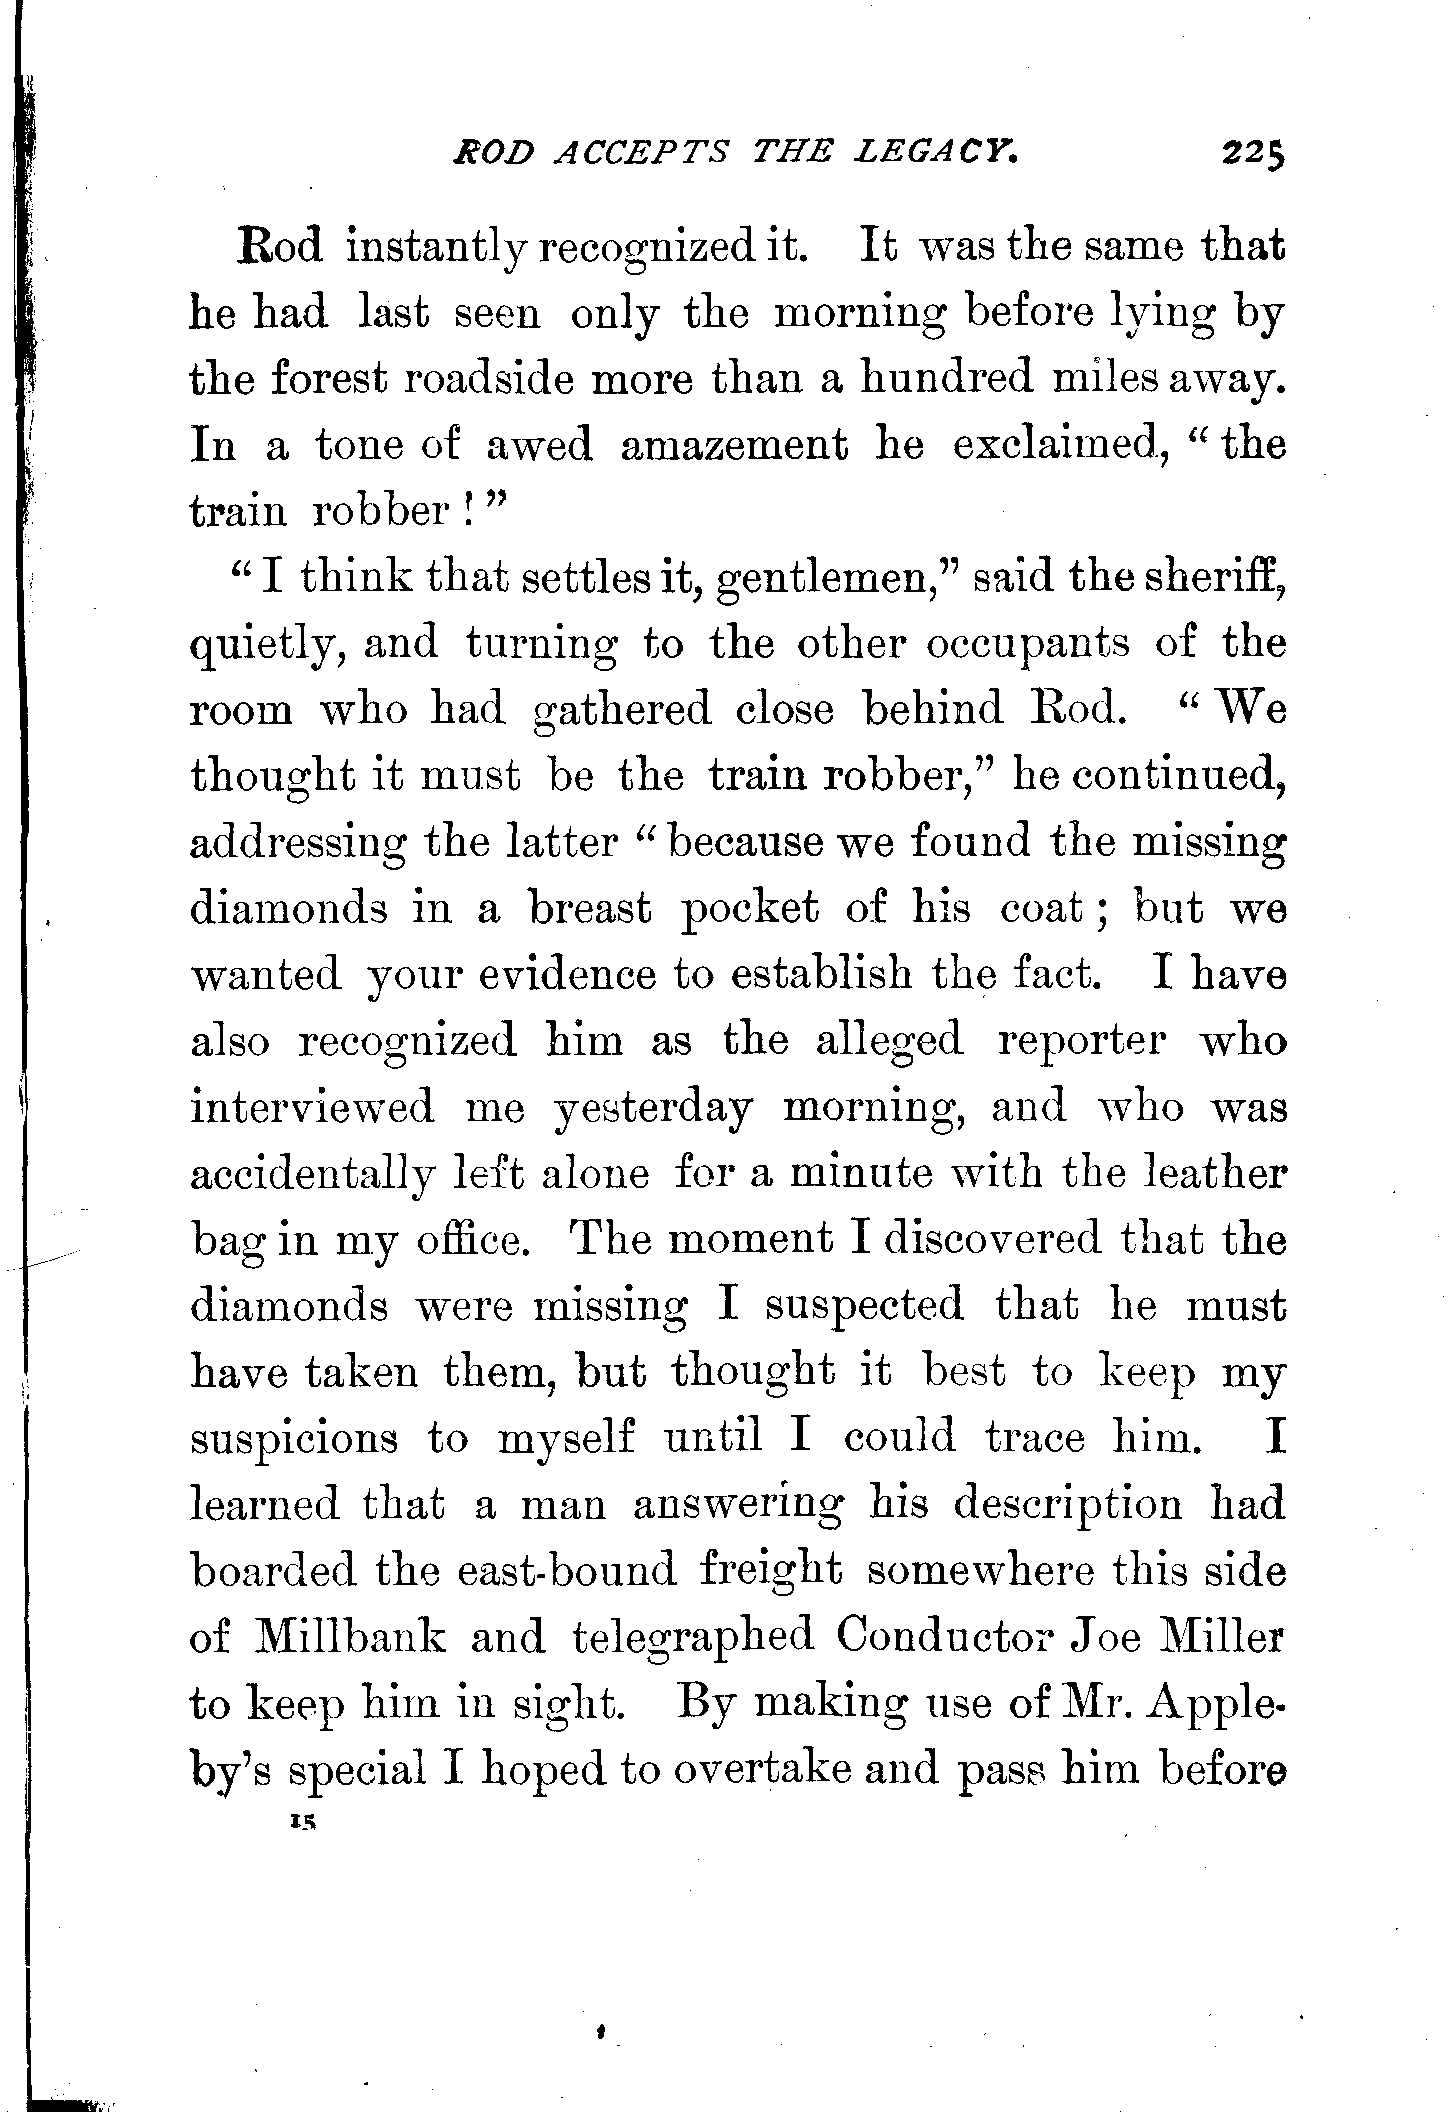 ROD ACCEPTS THE LEGACY. 225
Rod instantly recognized it. It was the same that
he had last seen only the morning before lying by
the forest roadside more than a hundred miles away.
In a tone of awed amazement he exclaimed, “the
train robber!”
“I think that settles it, gentlemen,” said the sheriff,
quietly, and turning to the other occupants of the
room who had gathered close behind Rod. “We
thought it must be the train robber,” he continued,
addressing the latter “because we found the missing
diamonds in a breast pocket of his coat; but we
wanted your evidence to establish the fact. I have
also recognized him as the alleged reporter who
interviewed me yesterday morning, and who was
accidentally left alone for a minute with the leather
bag in my office. The moment I discovered that the
diamonds were missing I suspected that he must
have taken them, but thought it best to keep my
suspicions to myself until I could trace him. I
learned that a man answering his description had
boarded the east-bound freight somewhere this side
of Millbank and telegraphed Conductor Joe Miller
to keep him in sight. By making use of Mr. Apple-
by’s special I hoped to overtake and pass him before
15